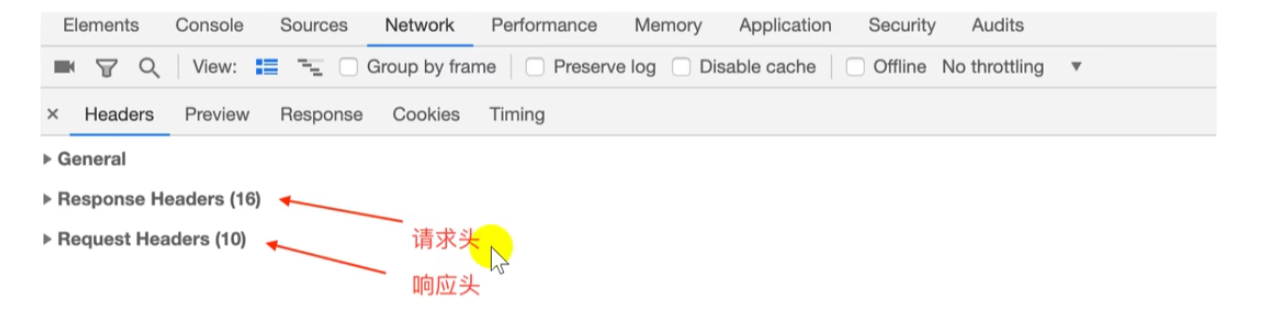 Elements Console Sources Network Performance Memory Application Security Audits
View: Group by frame Preserve log Disable cache Offline No throttling
× Headers Preview Response Cookies Timing
General
Response Headers (16)
Request Headers (10)
请求头
响应头